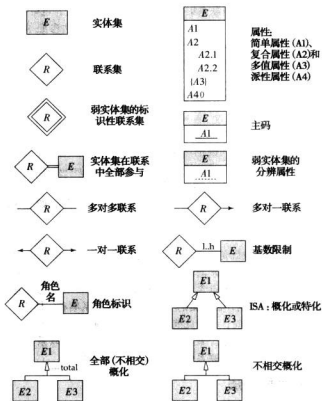 E
实体集
R
联系集
R
弱实体集的标
识性联系集
R
E
实体集在联系
中全部参与
R
多对多联系
R
一对一联系
R
角色
名
E
角色标识
E1
total
E2
E3
全部(不相交)
概化
E
A1
A2
A2.1
A2.2
{A3}
A4()
属性:
简单属性(A1)、
复合属性(A2)和
多值属性(A3)
派性属性(A4)
E
A1
主码
E
A1
弱实体集的
分辨属性
R
多对一联系
R
l..h
E
基数限制
E1
E2
E3
ISA:概化或特化
E1
E2
E3
不相交概化